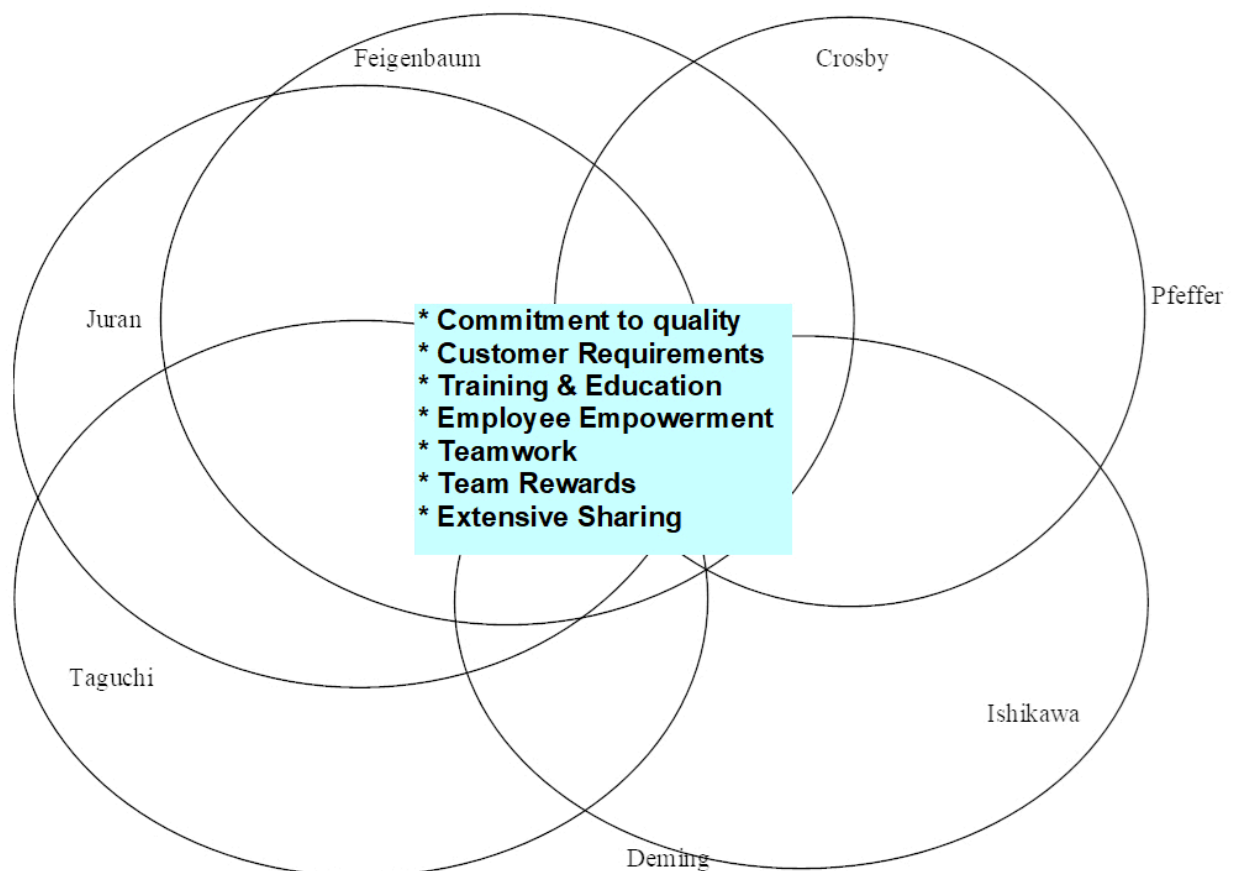 Feigenbaum
Crosby
Pfeffer
Juran
* Commitment to quality
* Customer Requirements
* Training & Education
* Employee Empowerment
* Teamwork
* Team Rewards
* Extensive Sharing
Taguchi
Ishikawa
Deming